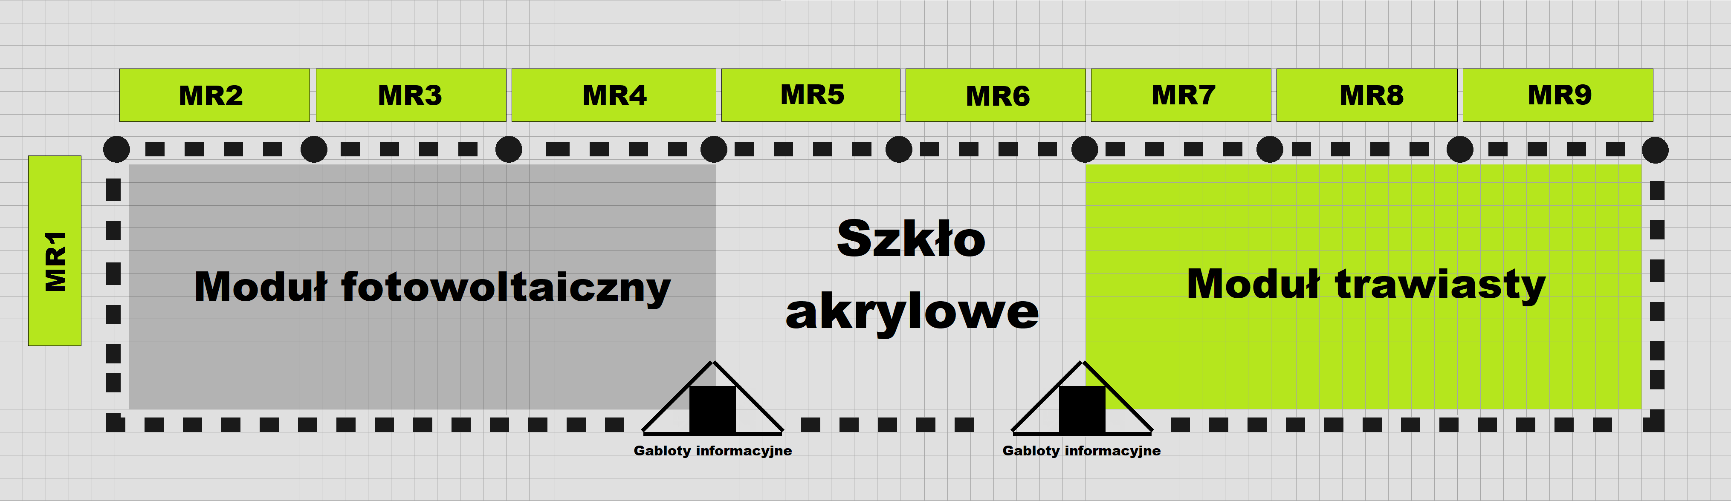 MR2
MR3
MR4
MR5
MR6
MR7
MR8
MR9
MR1
Moduł fotowoltaiczny
Szkło
akrylowe
Moduł trawiasty
Gabloty informacyjne
Gabloty informacyjne